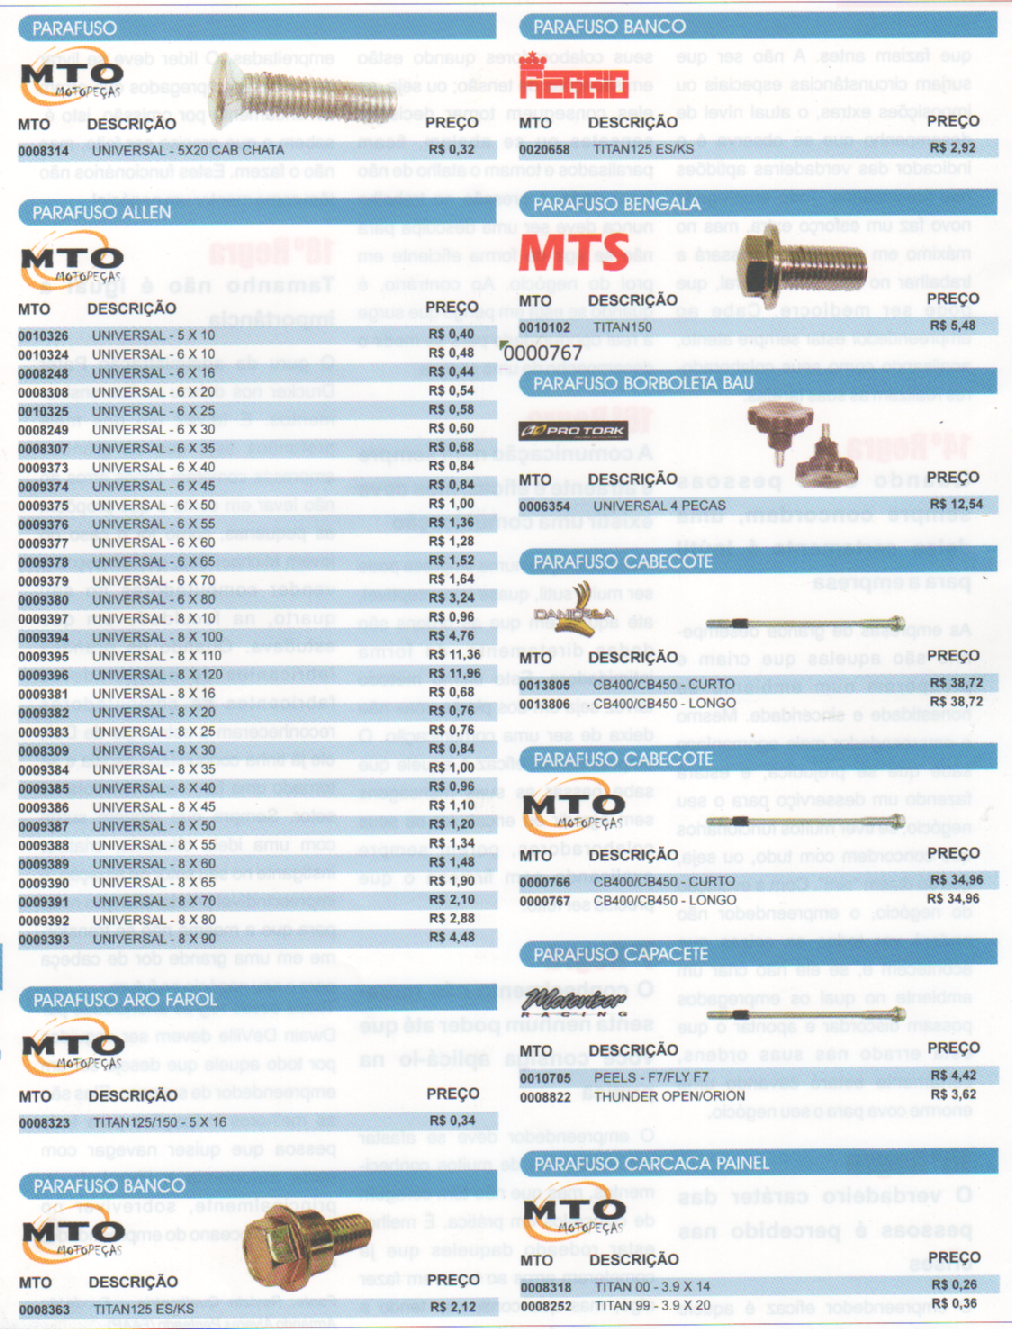 PARAFUSO
MTO
MOTOPEÇAS
MTO DESCRIÇÃO PREÇO
0008314 UNIVERSAL - 5X20 CAB CHATA R$ 0,32
PARAFUSO ALLEN
MTO
MOTOPEÇAS
MTO DESCRIÇÃO PREÇO
0010326 UNIVERSAL - 5 X 10 R$ 0,40
0010324 UNIVERSAL - 6 X 10 R$ 0,48
0008248 UNIVERSAL - 6 X 16 R$ 0,44
0008308 UNIVERSAL - 6 X 20 R$ 0,54
0010325 UNIVERSAL - 6 X 25 R$ 0,58
0008249 UNIVERSAL - 6 X 30 R$ 0,60
0008307 UNIVERSAL - 6 X 35 R$ 0,68
0009373 UNIVERSAL - 6 X 40 R$ 0,84
0009374 UNIVERSAL - 6 X 45 R$ 0,84
0009375 UNIVERSAL - 6 X 50 R$ 1,00
0009376 UNIVERSAL - 6 X 55 R$ 1,36
0009377 UNIVERSAL - 6 X 60 R$ 1,28
0009378 UNIVERSAL - 6 X 65 R$ 1,52
0009379 UNIVERSAL - 6 X 70 R$ 1,64
0009380 UNIVERSAL - 6 X 80 R$ 3,24
0009397 UNIVERSAL - 8 X 10 R$ 0,96
0009394 UNIVERSAL - 8 X 100 R$ 4,76
0009395 UNIVERSAL - 8 X 110 R$ 11,36
0009396 UNIVERSAL - 8 X 120 R$ 11,96
0009381 UNIVERSAL - 8 X 16 R$ 0,68
0009382 UNIVERSAL - 8 X 20 R$ 0,76
0009383 UNIVERSAL - 8 X 25 R$ 0,76
0008309 UNIVERSAL - 8 X 30 R$ 0,84
0009384 UNIVERSAL - 8 X 35 R$ 1,00
0009385 UNIVERSAL - 8 X 40 R$ 0,96
0009386 UNIVERSAL - 8 X 45 R$ 1,10
0009387 UNIVERSAL - 8 X 50 R$ 1,20
0009388 UNIVERSAL - 8 X 55 R$ 1,34
0009389 UNIVERSAL - 8 X 60 R$ 1,48
0009390 UNIVERSAL - 8 X 65 R$ 1,90
0009391 UNIVERSAL - 8 X 70 R$ 2,10
0009392 UNIVERSAL - 8 X 80 R$ 2,88
0009393 UNIVERSAL - 8 X 90 R$ 4,48
PARAFUSO ARO FAROL
MTO
MOTOPEÇAS
MTO DESCRIÇÃO PREÇO
0008323 TITAN125/150 - 5 X 16 R$ 0,34
PARAFUSO BANCO
MTO
MOTOPEÇAS
MTO DESCRIÇÃO PREÇO
0008363 TITAN125 ES/KS R$ 2,12
PARAFUSO BANCO
REGGIO
MTO DESCRIÇÃO PREÇO
0020658 TITAN125 ES/KS R$ 2,92
PARAFUSO BENGALA
MTS
MTO DESCRIÇÃO PREÇO
0010102 TITAN150 R$ 5,48
0000767
PARAFUSO BORBOLETA BAU
PRO TORK
MTO DESCRIÇÃO PREÇO
0006354 UNIVERSAL 4 PECAS R$ 12,54
PARAFUSO CABECOTE
MTO DESCRIÇÃO PREÇO
0013805 CB400/CB450 - CURTO R$ 38,72
0013806 CB400/CB450 - LONGO R$ 38,72
PARAFUSO CABECOTE
MTO
MOTOPEÇAS
MTO DESCRIÇÃO PREÇO
0000766 CB400/CB450 - CURTO R$ 34,96
0000767 CB400/CB450 - LONGO R$ 34,96
PARAFUSO CAPACETE
RACING
MTO DESCRIÇÃO PREÇO
0010705 PEELS - F7/FLY F7 R$ 4,42
0008822 THUNDER OPEN/ORION R$ 3,62
PARAFUSO CARCACA PAINEL
MTO
MOTOPEÇAS
MTO DESCRIÇÃO PREÇO
0008318 TITAN 00 - 3.9 X 14 R$ 0,26
0008252 TITAN 99 - 3.9 X 20 R$ 0,36